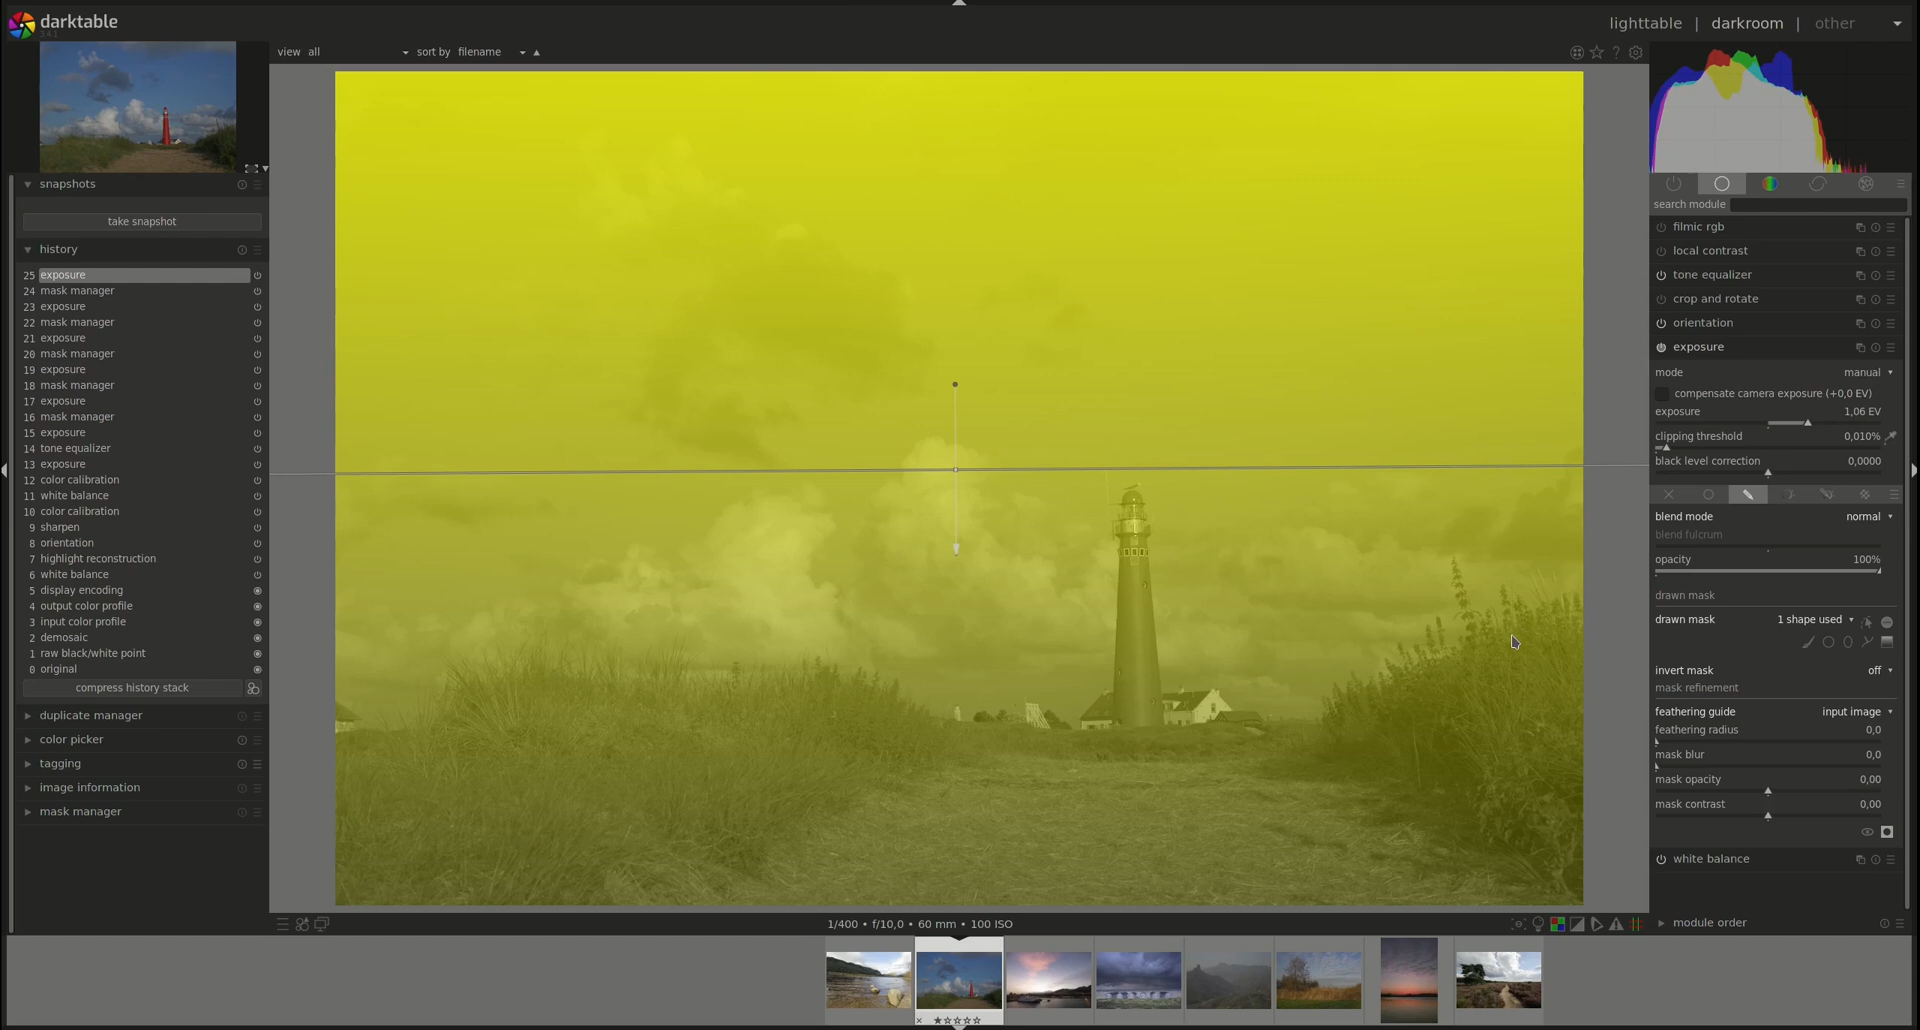 darktable
3.4.1
lighttable | darkroom | other
view all sort by filename
snapshots
take snapshot
history
25 exposure
24 mask manager
23 exposure
22 mask manager
21 exposure
20 mask manager
19 exposure
18 mask manager
17 exposure
16 mask manager
15 exposure
14 tone equalizer
13 exposure
12 color calibration
11 white balance
10 color calibration
9 sharpen
8 orientation
7 highlight reconstruction
6 white balance
5 display encoding
4 output color profile
3 input color profile
2 demosaic
1 raw black/white point
0 original
compress history stack
duplicate manager
color picker
tagging
image information
mask manager
1/400 • f/10,0 • 60 mm • 100 ISO
search module
filmic rgb
local contrast
tone equalizer
crop and rotate
orientation
exposure
mode manual
compensate camera exposure (+0,0 EV)
exposure 1,06 EV
clipping threshold 0,010%
black level correction 0,0000
blend mode normal
blend fulcrum
opacity 100%
drawn mask
drawn mask 1 shape used
invert mask off
mask refinement
feathering guide input image
feathering radius 0,0
mask blur 0,0
mask opacity 0,00
mask contrast 0,00
white balance
module order